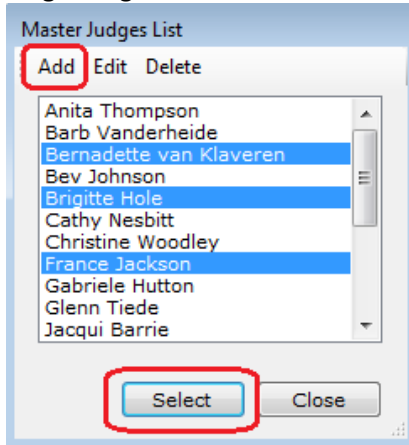 Master Judges List
Add Edit Delete
Anita Thompson
Barb Vanderheide
Bernadette van Klaveren
Bev Johnson
Brigitte Hole
Cathy Nesbitt
Christine Woodley
France Jackson
Gabriele Hutton
Glenn Tiede
Jacqui Barrie
Select Close